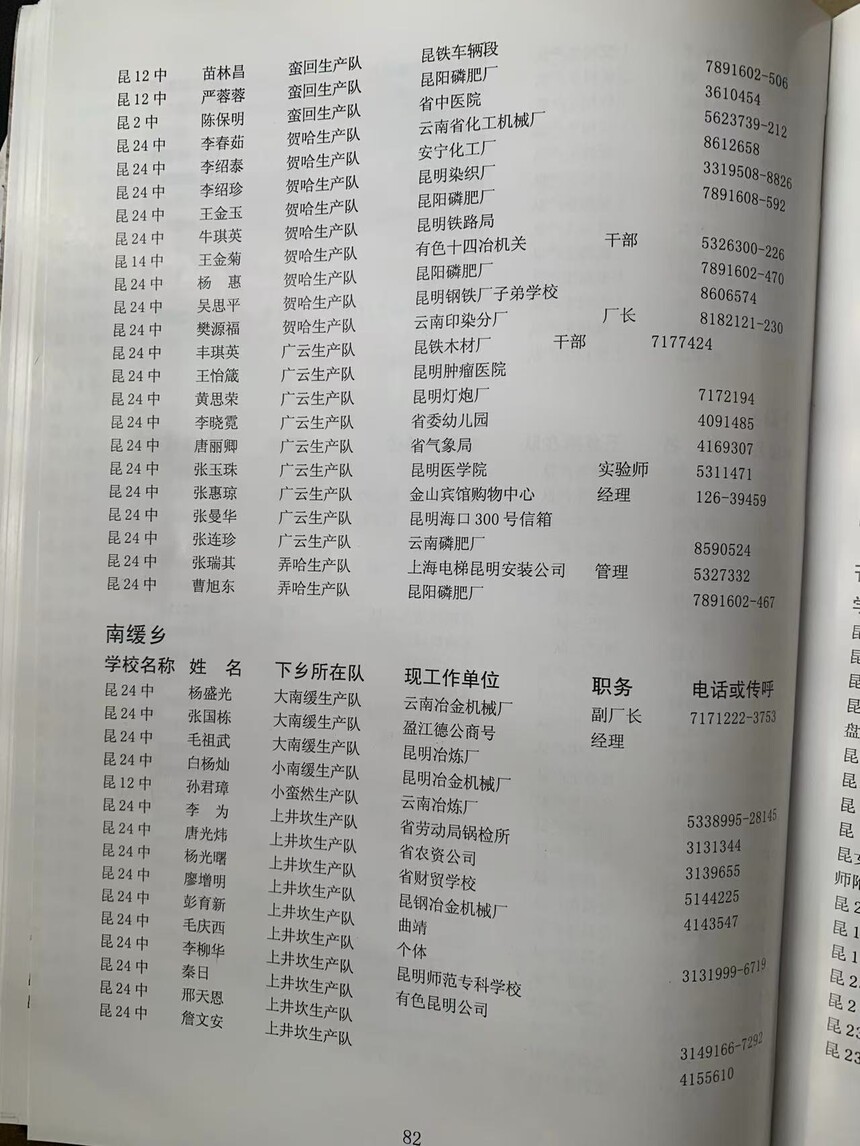 昆12中 苗林昌 蛮回生产队 昆铁车辆段
昆12中 严蓉蓉 蛮回生产队 昆阳磷肥厂 7891602-506
昆2中 陈保明 蛮回生产队 省中医院 3610454
昆24中 李春茹 贺哈生产队 云南省化工机械厂 5623739-212
昆24中 李绍泰 贺哈生产队 安宁化工厂 8612658
昆24中 李绍珍 贺哈生产队 昆明染织厂 3319508-8826
昆24中 王金玉 贺哈生产队 昆阳磷肥厂 7891608-592
昆24中 牛琪英 贺哈生产队 昆明铁路局
昆14中 王金菊 贺哈生产队 有色十四冶机关 干部 5326300-226
昆24中 杨 惠 贺哈生产队 昆阳磷肥厂 7891602-470
昆24中 吴思平 贺哈生产队 昆明钢铁厂子弟学校 8606574
昆24中 樊源福 贺哈生产队 云南印染分厂 厂长 8182121-230
昆24中 丰琪英 广云生产队 昆铁木材厂 干部 7177424
昆24中 王怡箴 广云生产队 昆明肿瘤医院
昆24中 黄思荣 广云生产队 昆明灯炮厂 7172194
昆24中 李晓霓 广云生产队 省委幼儿园 4091485
昆24中 唐丽卿 广云生产队 省气象局 4169307
昆24中 张玉珠 广云生产队 昆明医学院 实验师 5311471
昆24中 张惠琼 广云生产队 金山宾馆购物中心 经理 126-39459
昆24中 张曼华 广云生产队 昆明海口300号信箱
昆24中 张连珍 广云生产队 云南磷肥厂 8590524
昆24中 张瑞其 弄哈生产队 上海电梯昆明安装公司 管理 5327332
昆24中 曹旭东 弄哈生产队 昆阳磷肥厂 7891602-467
南缓乡
学校名称 姓 名 下乡所在队 现工作单位 职务 电话或传呼
昆24中 杨盛光 大南缓生产队 云南冶金机械厂 副厂长 7171222-3753
昆24中 张国栋 大南缓生产队 盈江德公商号 经理
昆24中 毛祖武 大南缓生产队 昆明冶炼厂
昆24中 白杨灿 小南缓生产队 昆明冶金机械厂
昆12中 孙君璋 小蛮然生产队 云南冶炼厂 5338995-28145
昆24中 李 为 上井坎生产队 省劳动局锅检所 3131344
昆24中 唐光炜 上井坎生产队 省农资公司 3139655
昆24中 杨光曙 上井坎生产队 省财贸学校 5144225
昆24中 廖增明 上井坎生产队 昆钢冶金机械厂 4143547
昆24中 彭育新 上井坎生产队 曲靖
昆24中 毛庆西 上井坎生产队 个体 3131999-6719
昆24中 李柳华 上井坎生产队 昆明师范专科学校
昆24中 秦日 上井坎生产队 有色昆明公司
昆24中 邢天恩 上井坎生产队 3149166-7292
昆24中 詹文安 上井坎生产队 4155610
82